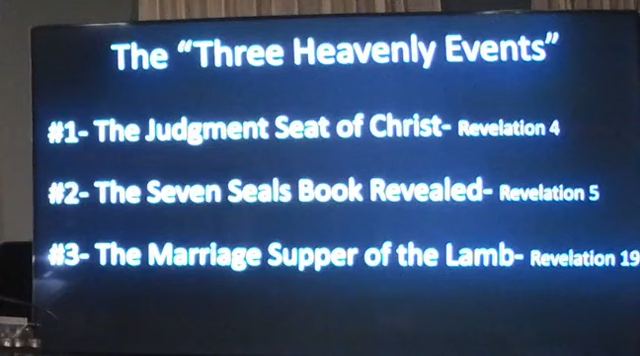 The “Three Heavenly Events”
#1- The Judgment Seat of Christ- Revelation 4
#2- The Seven Seals Book Revealed- Revelation 5
#3- The Marriage Supper of the Lamb- Revelation 19